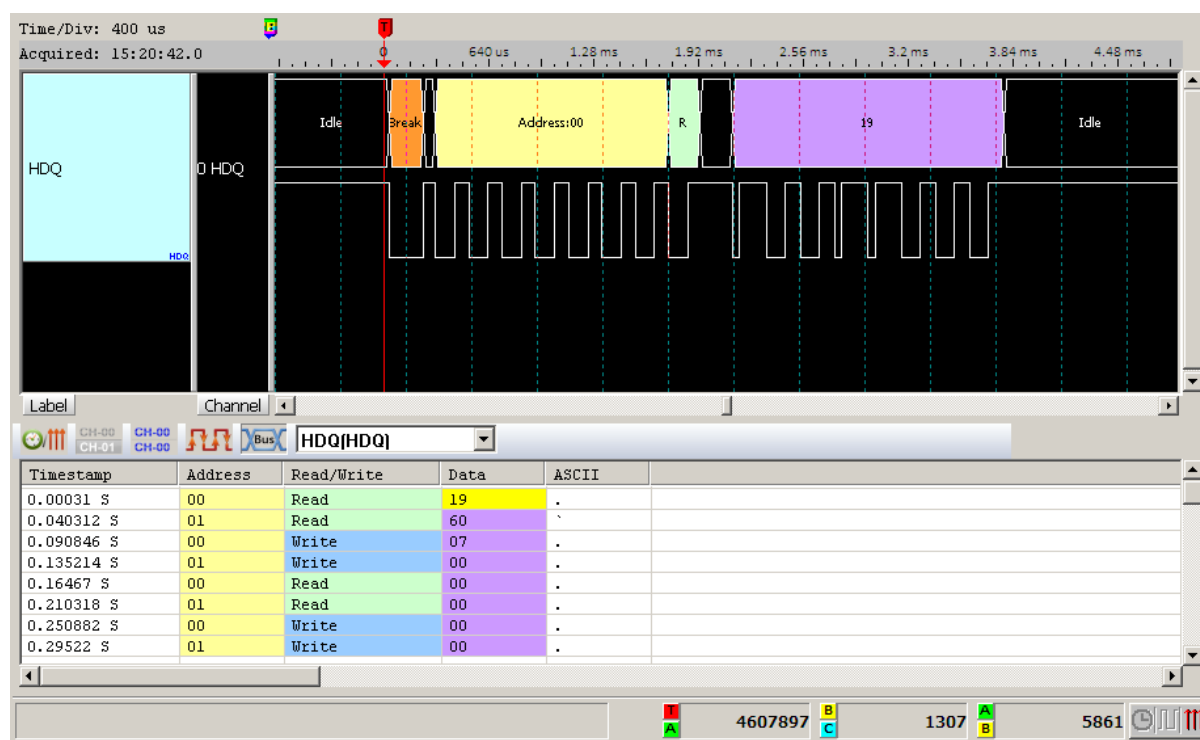 Time/Div: 400 us B T
Acquired: 15:20:42.0 0 640 us 1.28 ms 1.92 ms 2.56 ms 3.2 ms 3.84 ms 4.48 ms
Idle Break Address:00 R 19 Idle
HDQ 0 HDQ
HDQ
Label Channel
CH-00 CH-00 Bus HDQ(HDQ)
CH-01 CH-00
Timestamp Address Read/Write Data ASCII
0.00031 S 00 Read 19 .
0.040312 S 01 Read 60 `
0.090846 S 00 Write 07 .
0.135214 S 01 Write 00 .
0.16467 S 00 Read 00 .
0.210318 S 01 Read 00 .
0.250882 S 00 Write 00 .
0.29522 S 01 Write 00 .
T A 4607897 B C 1307 A B 5861